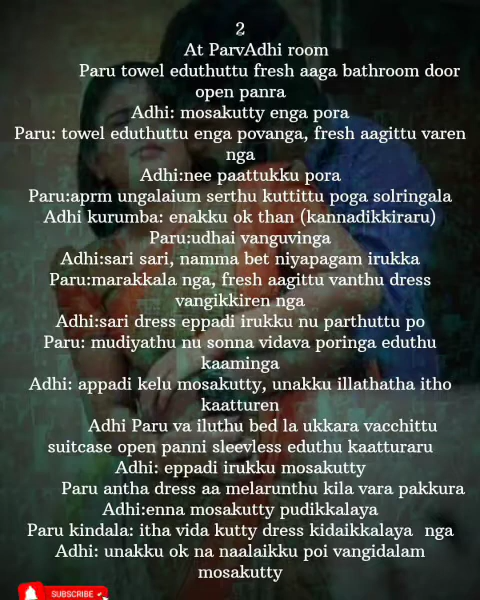 2
At ParvAdhi room
Paru towel eduthuttu fresh aaga bathroom door
open panra
Adhi: mosakutty enga pora
Paru: towel eduthuttu enga povanga, fresh aagittu varen
nga
Adhi:nee paattukku pora
Paru:aprm ungalaium serthu kuttittu poga solringala
Adhi kurumba: enakku ok than (kannadikkiraru)
Paru:udhai vanguvinga
Adhi:sari sari, namma bet niyapagam irukka
Paru:marakkala nga, fresh aagittu vanthu dress
vangikkiren nga
Adhi:sari dress eppadi irukku nu parthuttu po
Paru: mudiyathu nu sonna vidava poringa eduthu
kaaminga
Adhi: appadi kelu mosakutty, unakku illathatha itho
kaatturen
Adhi Paru va iluthu bed la ukkara vacchittu
suitcase open panni sleevless eduthu kaatturaru
Adhi: eppadi irukku mosakutty
Paru antha dress aa melarunthu kila vara pakkura
Adhi:enna mosakutty pudikkalaya
Paru kindala: itha vida kutty dress kidaikkalaya nga
Adhi: unakku ok na naalaikku poi vangidalam
mosakutty
SUBSCRIBE